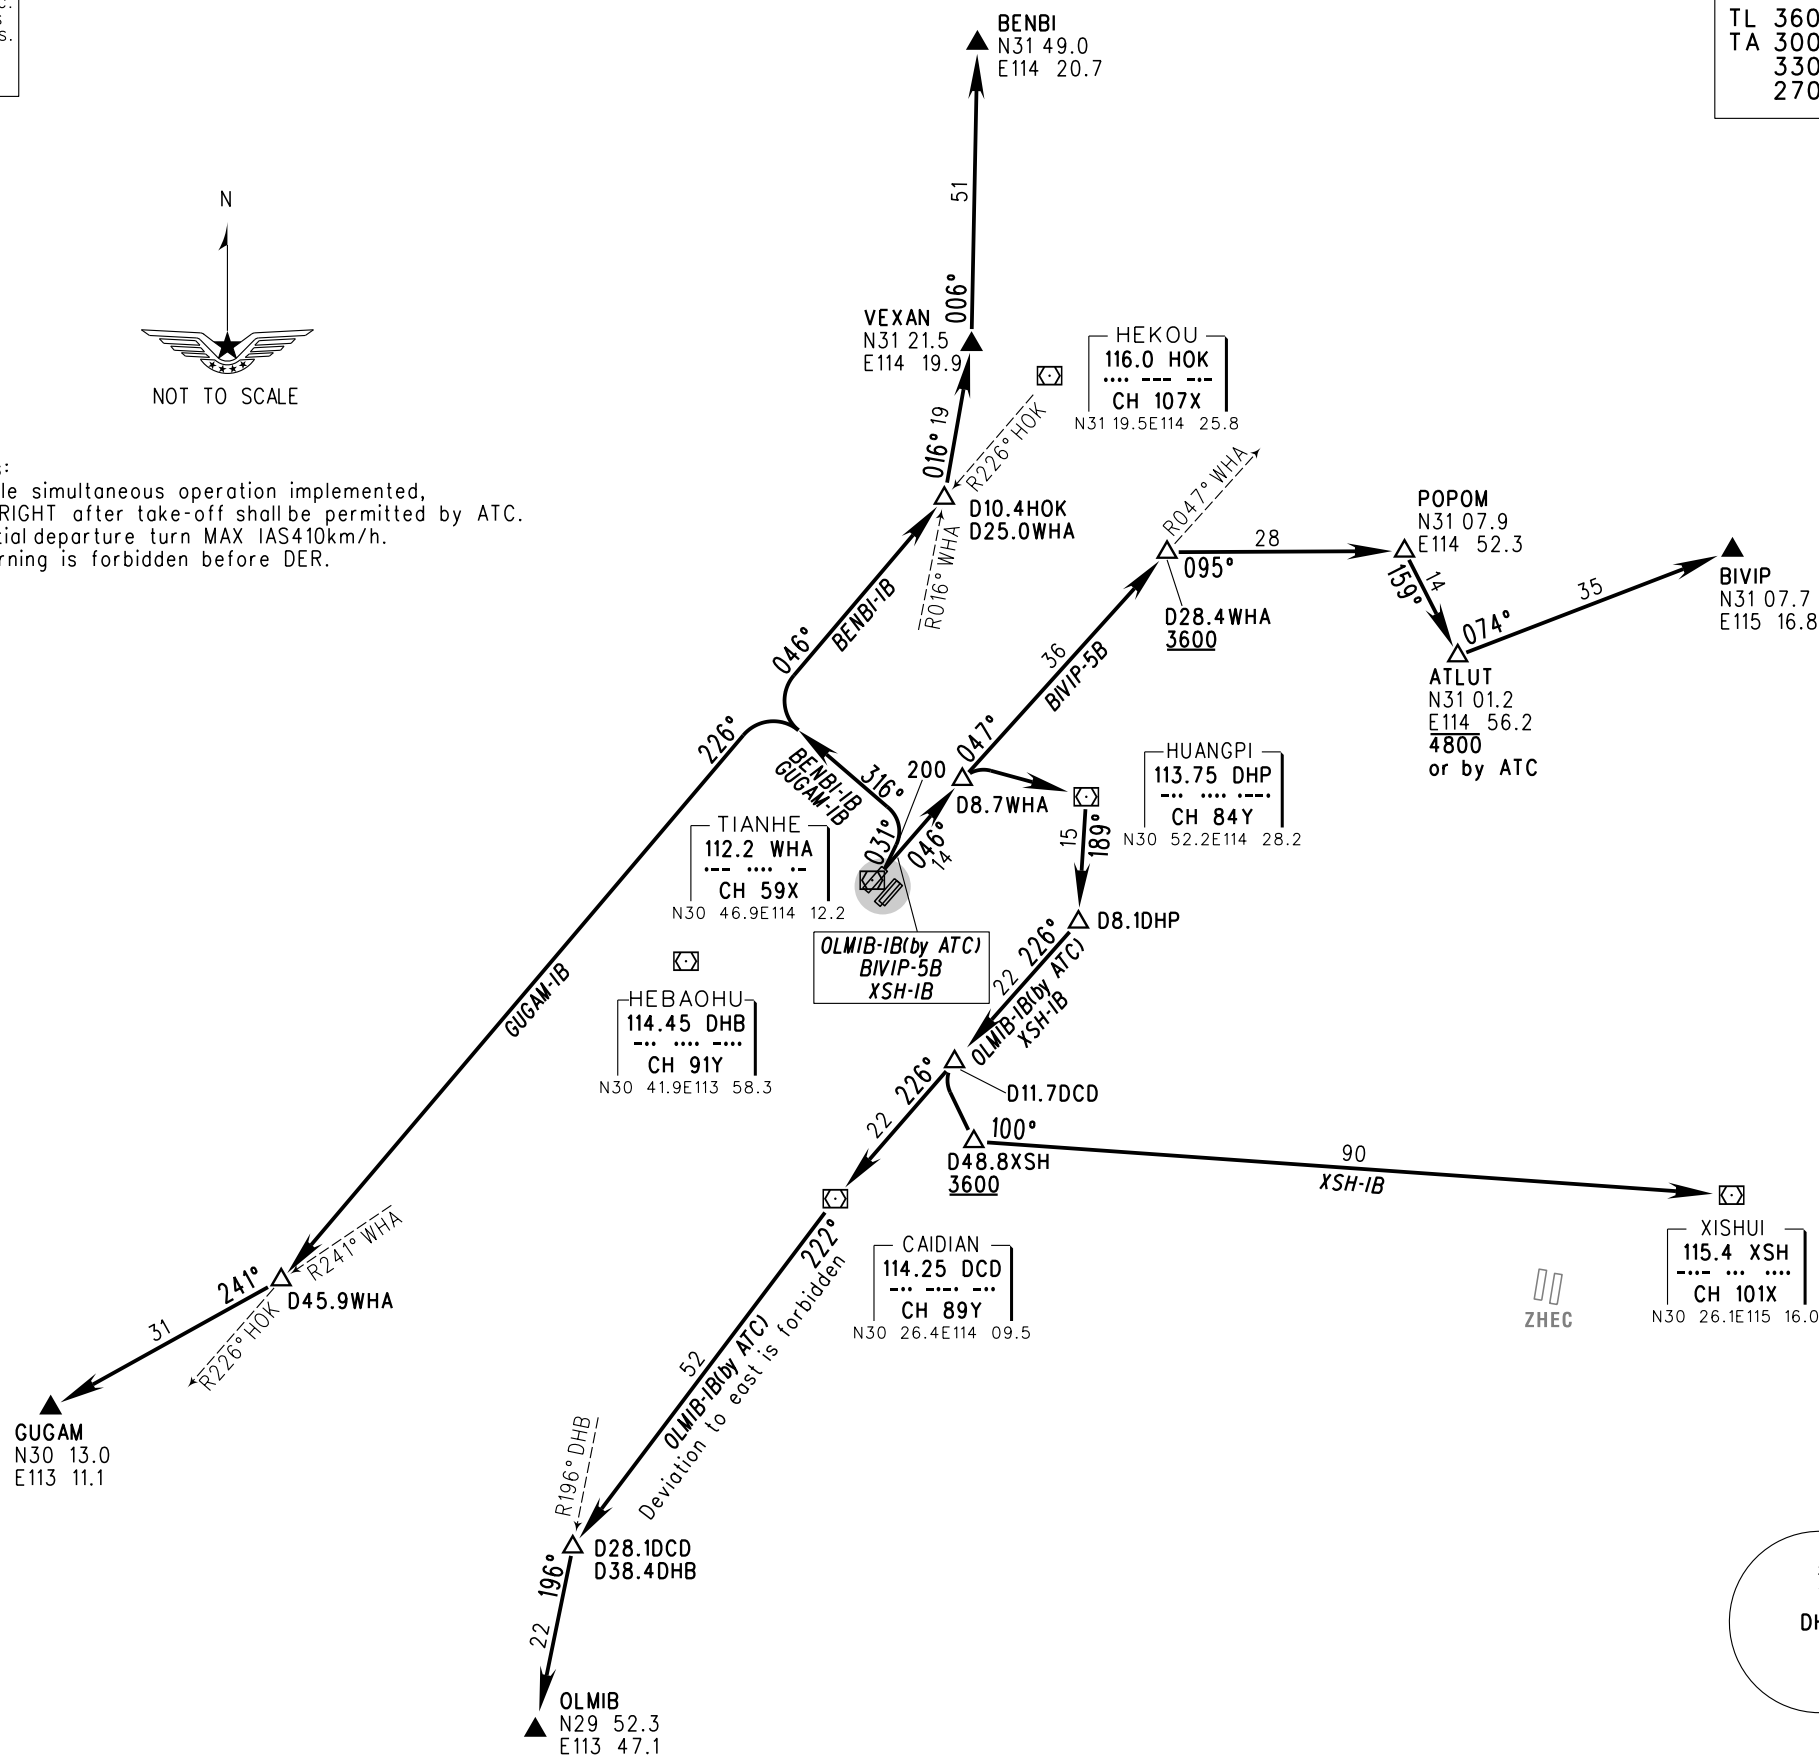 C.
S.
BENBI
N31 49.0
E114 20.7
TL 360
TA 300
330
270
N
NOT TO SCALE
51
006°
VEXAN
N31 21.5
E114 19.9
HEKOU
116.0 HOK
CH 107X
N31 19.5E114 25.8
016° 19
R226° HOK
R016° WHA
D10.4HOK
D25.0WHA
le simultaneous operation implemented,
RIGHT after take-off shall be permitted by ATC.
tial departure turn MAX IAS410km/h.
rning is forbidden before DER.
R047° WHA
28
095°
D28.4WHA
3600
POPOM
N31 07.9
E114 52.3
159°
14
074°
35
BIVIP
N31 07.7
E115 16.8
ATLUT
N31 01.2
E114 56.2
4800
or by ATC
046°
BENBI-1B
36
BIVIP-5B
047°
226°
BENBI-1B
GUGAM-1B
316°
200
D8.7WHA
HUANGPI
113.75 DHP
CH 84Y
N30 52.2E114 28.2
TIANHE
112.2 WHA
CH 59X
N30 46.9E114 12.2
031°
046°
14
15
189°
D8.1DHP
OLMIB-1B(by ATC)
BIVIP-5B
XSH-1B
226°
22
OLMIB-1B(by ATC)
XSH-1B
GUGAM-1B
HEBAOHU
114.45 DHB
CH 91Y
N30 41.9E113 58.3
226°
22
D11.7DCD
100°
D48.8XSH
3600
90
XSH-1B
XISHUI
115.4 XSH
CH 101X
N30 26.1E115 16.0
ZHEC
CAIDIAN
114.25 DCD
CH 89Y
N30 26.4E114 09.5
222°
52
OLMIB-1B(by ATC)
Deviation to east is forbidden
R241° WHA
241°
D45.9WHA
R226° HOK
31
GUGAM
N30 13.0
E113 11.1
R196° DHB
D28.1DCD
D38.4DHB
196°
22
OLMIB
N29 52.3
E113 47.1